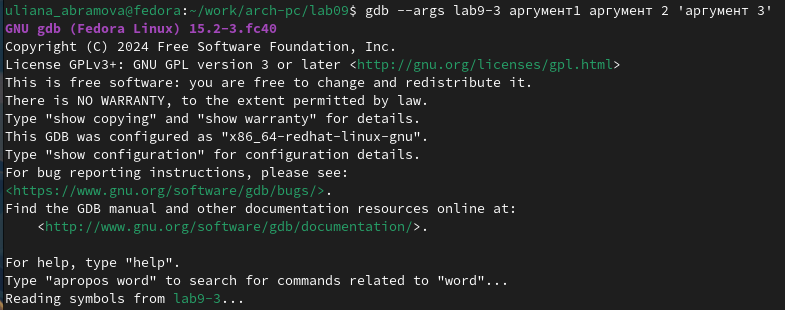 uliana_abramova@fedora:~/work/arch-pc/lab09$ gdb --args lab9-3 аргумент1 аргумент 2 'аргумент 3'
GNU gdb (Fedora Linux) 15.2-3.fc40
Copyright (C) 2024 Free Software Foundation, Inc.
License GPLv3+: GNU GPL version 3 or later <http://gnu.org/licenses/gpl.html>
This is free software: you are free to change and redistribute it.
There is NO WARRANTY, to the extent permitted by law.
Type "show copying" and "show warranty" for details.
This GDB was configured as "x86_64-redhat-linux-gnu".
Type "show configuration" for configuration details.
For bug reporting instructions, please see:
<https://www.gnu.org/software/gdb/bugs/>.
Find the GDB manual and other documentation resources online at:
    <http://www.gnu.org/software/gdb/documentation/>.

For help, type "help".
Type "apropos word" to search for commands related to "word"...
Reading symbols from lab9-3...